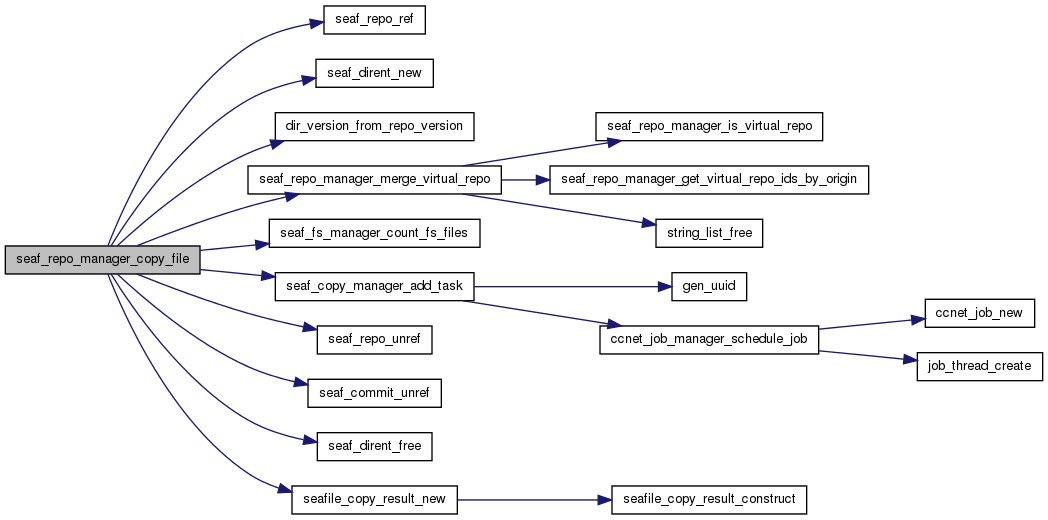 seaf_repo_ref
seaf_dirent_new
dir_version_from_repo_version
seaf_repo_manager_is_virtual_repo
seaf_repo_manager_merge_virtual_repo
seaf_repo_manager_get_virtual_repo_ids_by_origin
seaf_fs_manager_count_fs_files
string_list_free
seaf_repo_manager_copy_file
seaf_copy_manager_add_task
gen_uuid
ccnet_job_new
seaf_repo_unref
ccnet_job_manager_schedule_job
job_thread_create
seaf_commit_unref
seaf_dirent_free
seafile_copy_result_new
seafile_copy_result_construct